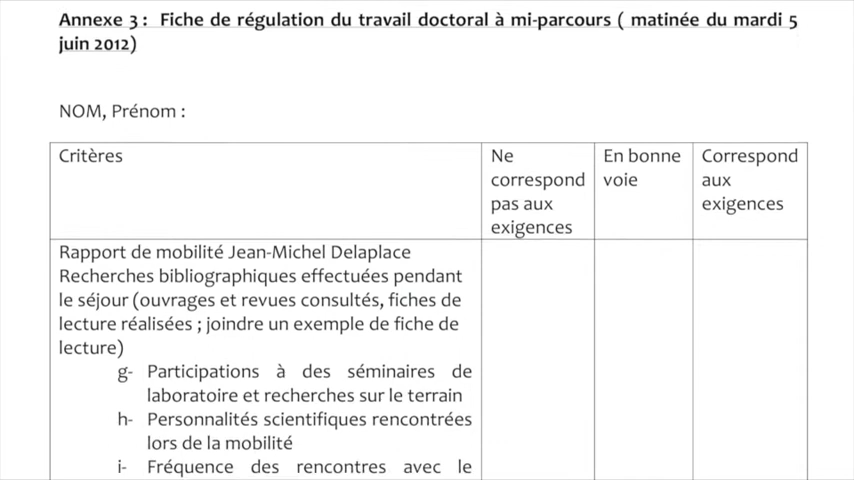 Annexe 3 : Fiche de régulation du travail doctoral à mi-parcours ( matinée du mardi 5
juin 2012)
NOM, Prénom :
Critères
Ne
correspond
pas aux
exigences
En bonne
voie
Correspond
aux
exigences
Rapport de mobilité Jean-Michel Delaplace
Recherches bibliographiques effectuées pendant
le séjour (ouvrages et revues consultés, fiches de
lecture réalisées ; joindre un exemple de fiche de
lecture)
g- Participations à des séminaires de
laboratoire et recherches sur le terrain
h- Personnalités scientifiques rencontrées
lors de la mobilité
i- Fréquence des rencontres avec le